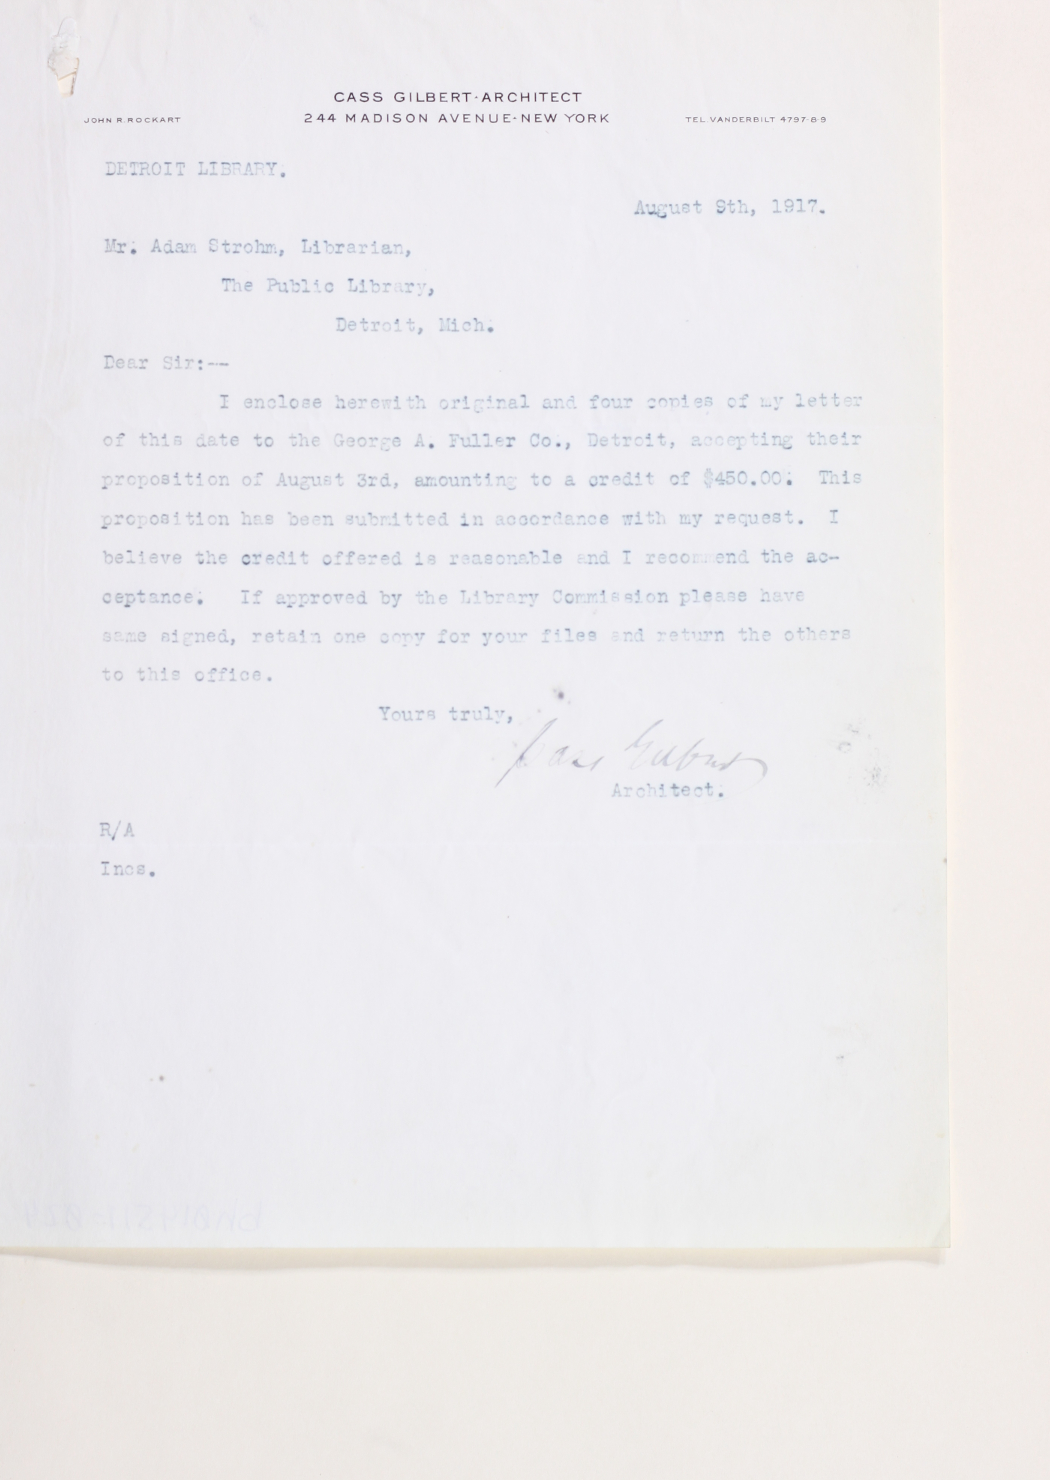 CASS GILBERT·ARCHITECT
JOHN R. ROCKART 244 MADISON AVENUE·NEW YORK TEL. VANDERBILT 4797-8-9
DETROIT LIBRARY.
August 9th, 1917.
Mr. Adam Strohm, Librarian,
The Public Library,
Detroit, Mich.
Dear Sir:--
I enclose herewith original and four copies of my letter
of this date to the George A. Fuller Co., Detroit, accepting their
proposition of August 3rd, amounting to a credit of $450.00. This
proposition has been submitted in accordance with my request. I
believe the credit offered is reasonable and I recommend the ac-
ceptance. If approved by the Library Commission please have
same signed, retain one copy for your files and return the others
to this office.
Yours truly,
Cass Gilbert
Architect.
R/A
Incs.